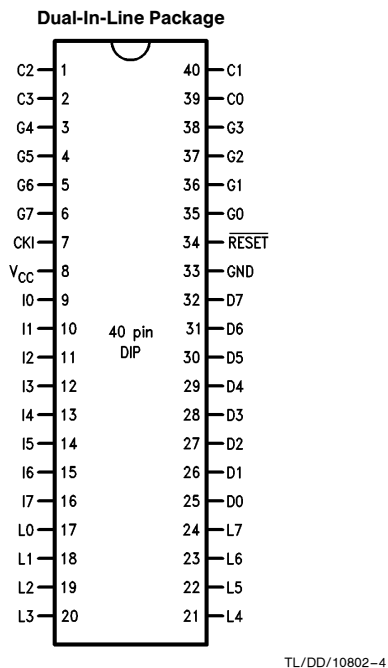 Dual-In-Line Package
C2 1 40 C1
C3 2 39 C0
G4 3 38 G3
G5 4 37 G2
G6 5 36 G1
G7 6 35 G0
CKI 7 34 RESET
VCC 8 33 GND
I0 9 32 D7
I1 10 31 D6
I2 11 30 D5
I3 12 29 D4
I4 13 28 D3
I5 14 27 D2
I6 15 26 D1
I7 16 25 D0
L0 17 24 L7
L1 18 23 L6
L2 19 22 L5
L3 20 21 L4
40 pin
DIP
TL/DD/10802-4